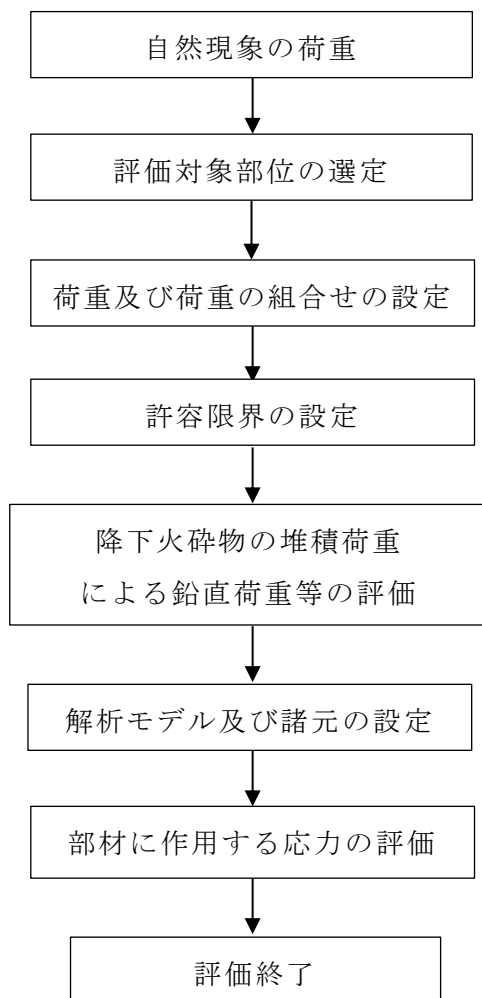 自然現象の荷重
評価対象部位の選定
荷重及び荷重の組合せの設定
許容限界の設定
降下火砕物の堆積荷重
による鉛直荷重等の評価
解析モデル及び諸元の設定
部材に作用する応力の評価
評価終了